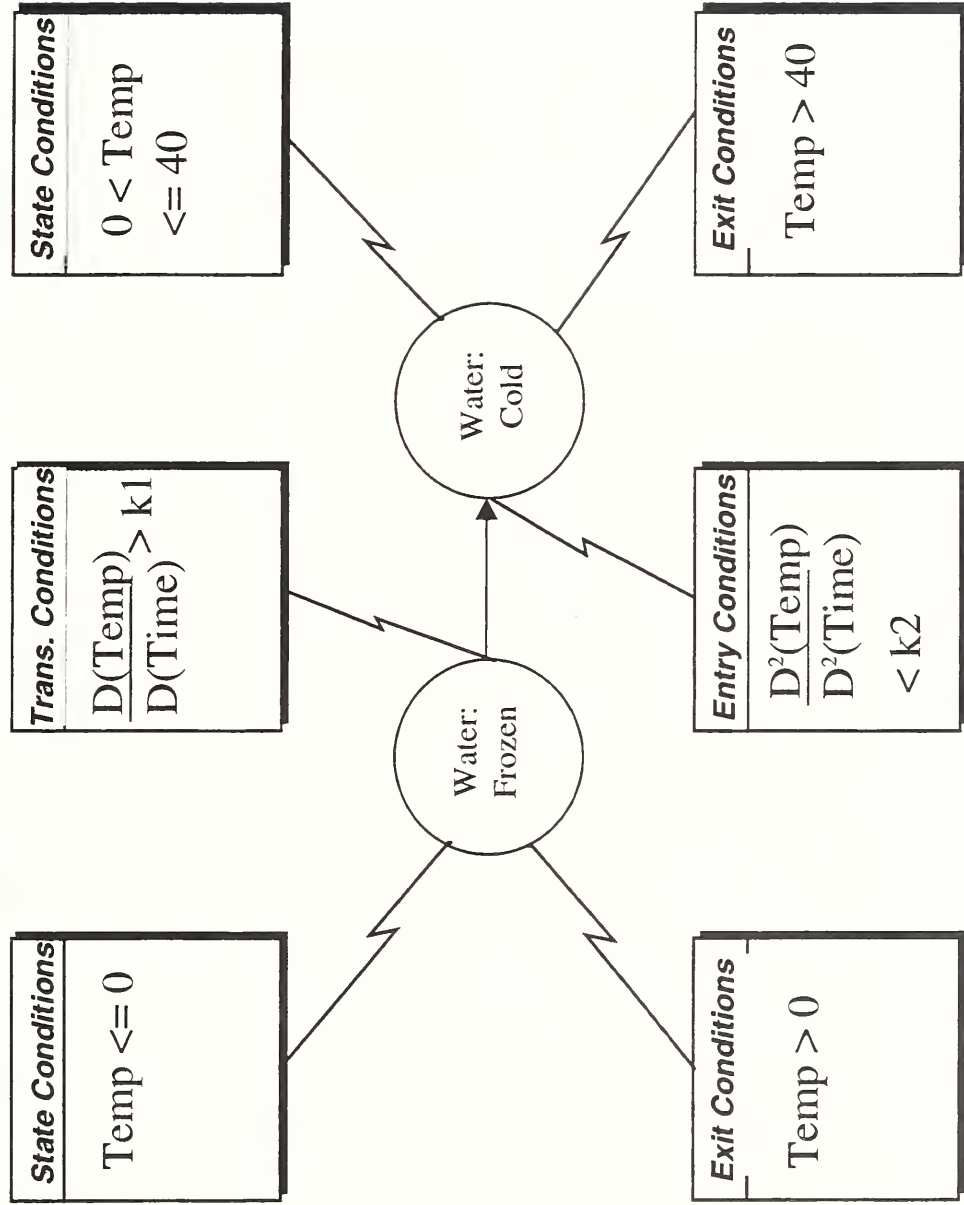 State Conditions
Temp <= 0
Trans. Conditions
D(Temp) > k1
D(Time)
State Conditions
0 < Temp
<= 40
Water:
Frozen
Water:
Cold
Exit Conditions
Temp > 0
Entry Conditions
D²(Temp)
D²(Time)
< k2
Exit Conditions
Temp > 40